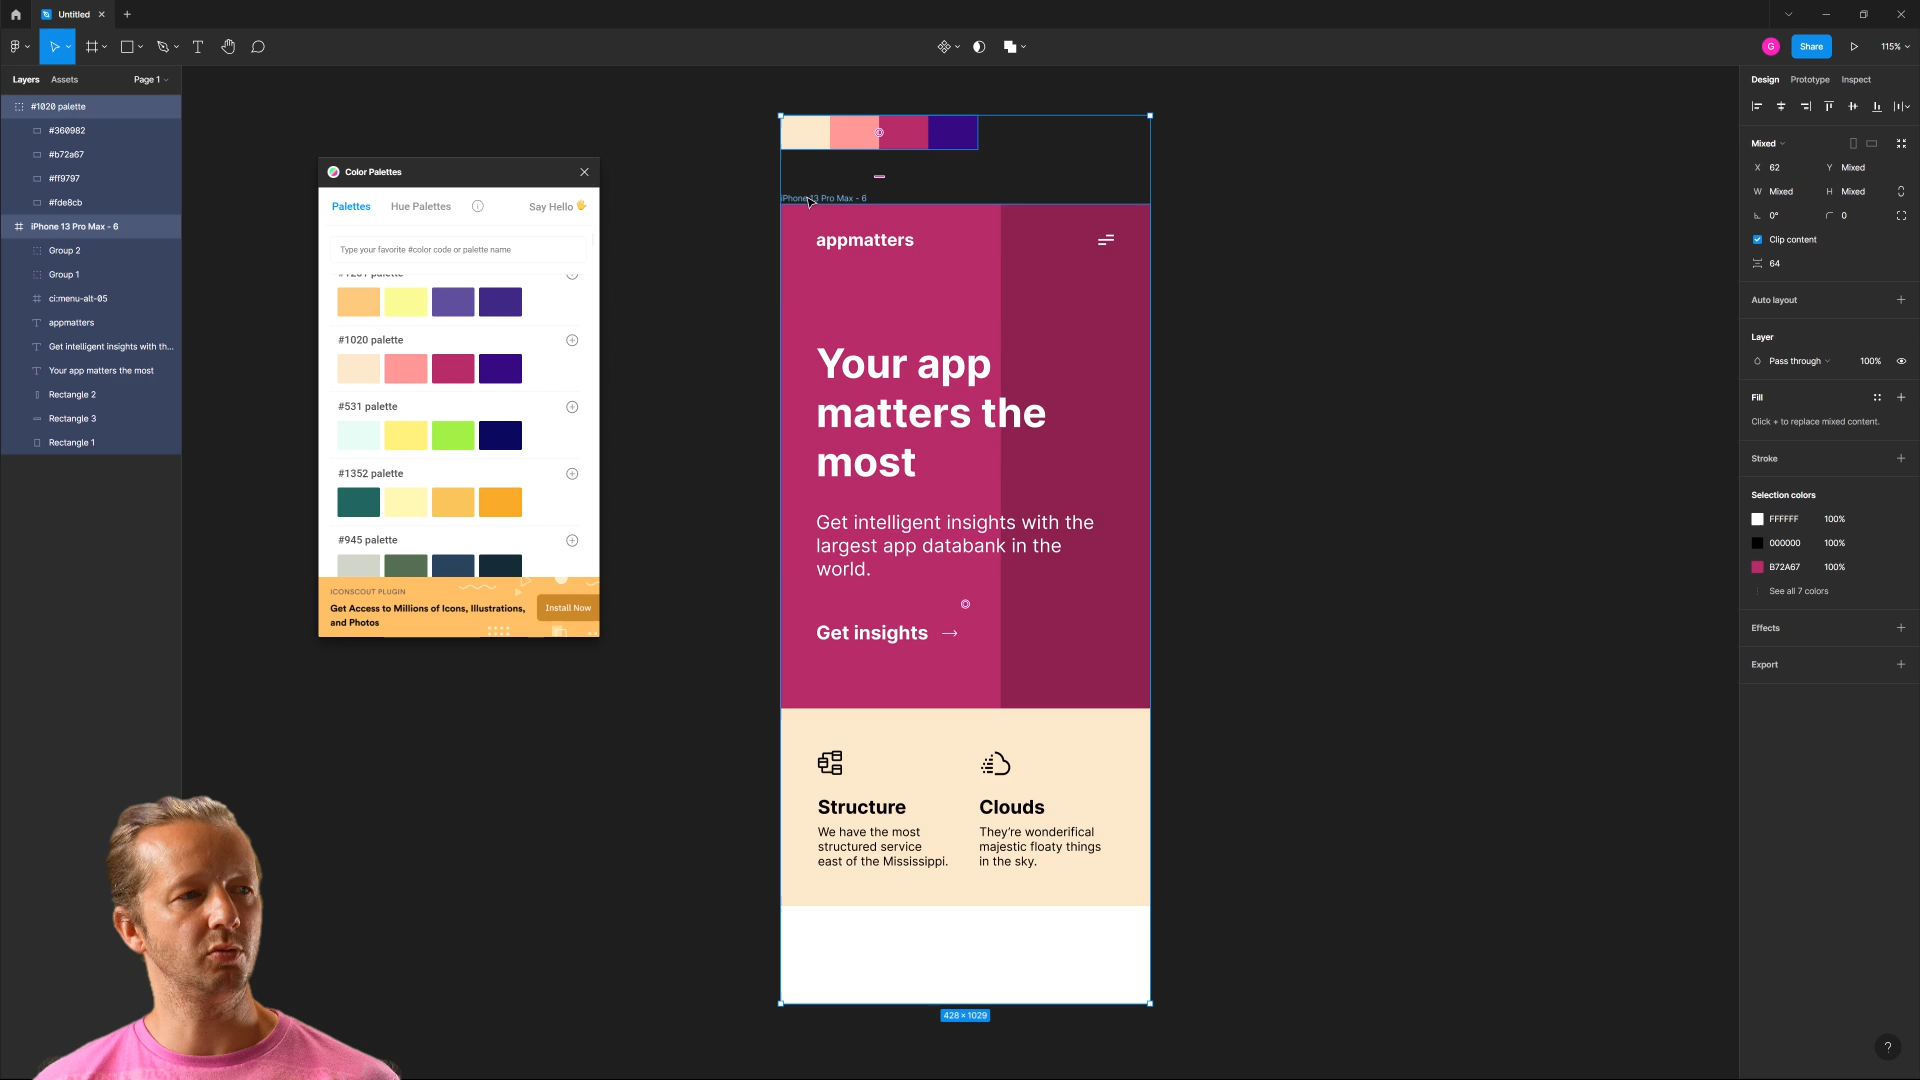 Untitled
G
Share
115%
Layers
Assets
Page 1
#1020 palette
#360982
#b72a67
#ff9797
#fde8cb
iPhone 13 Pro Max - 6
Group 2
Group 1
ci:menu-alt-05
appmatters
Get intelligent insights with th...
Your app matters the most
Rectangle 2
Rectangle 3
Rectangle 1
Color Palettes
Palettes
Hue Palettes
Say Hello
Type your favorite #color code or palette name
#1020 palette
#531 palette
#1352 palette
#945 palette
ICONSCOUT PLUGIN
Get Access to Millions of Icons, Illustrations,
and Photos
Install Now
iPhone 13 Pro Max - 6
appmatters
Your app
matters the
most
Get intelligent insights with the
largest app databank in the
world.
Get insights →
Structure
We have the most
structured service
east of the Mississippi.
Clouds
They're wonderifical
majestic floaty things
in the sky.
428 × 1029
Design
Prototype
Inspect
Mixed
X 62
Y Mixed
W Mixed
H Mixed
0°
0
Clip content
64
Auto layout
Layer
Pass through
100%
Fill
Click + to replace mixed content.
Stroke
Selection colors
FFFFFF 100%
000000 100%
B72A67 100%
See all 7 colors
Effects
Export
?